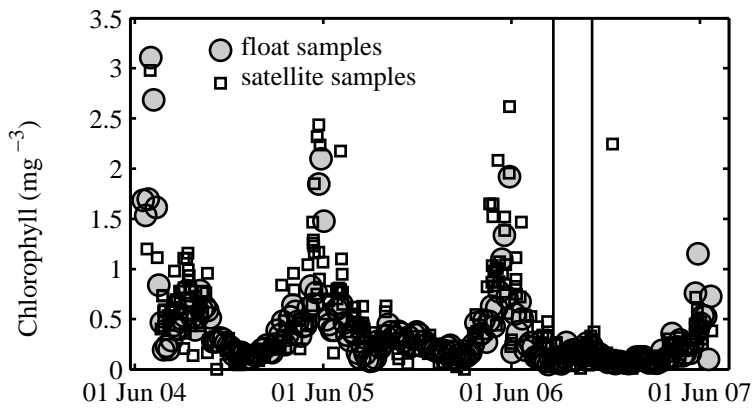 3.5
3
2.5
2
1.5
1
0.5
0
Chlorophyll (mg −3)
float samples
satellite samples
01 Jun 04
01 Jun 05
01 Jun 06
01 Jun 07